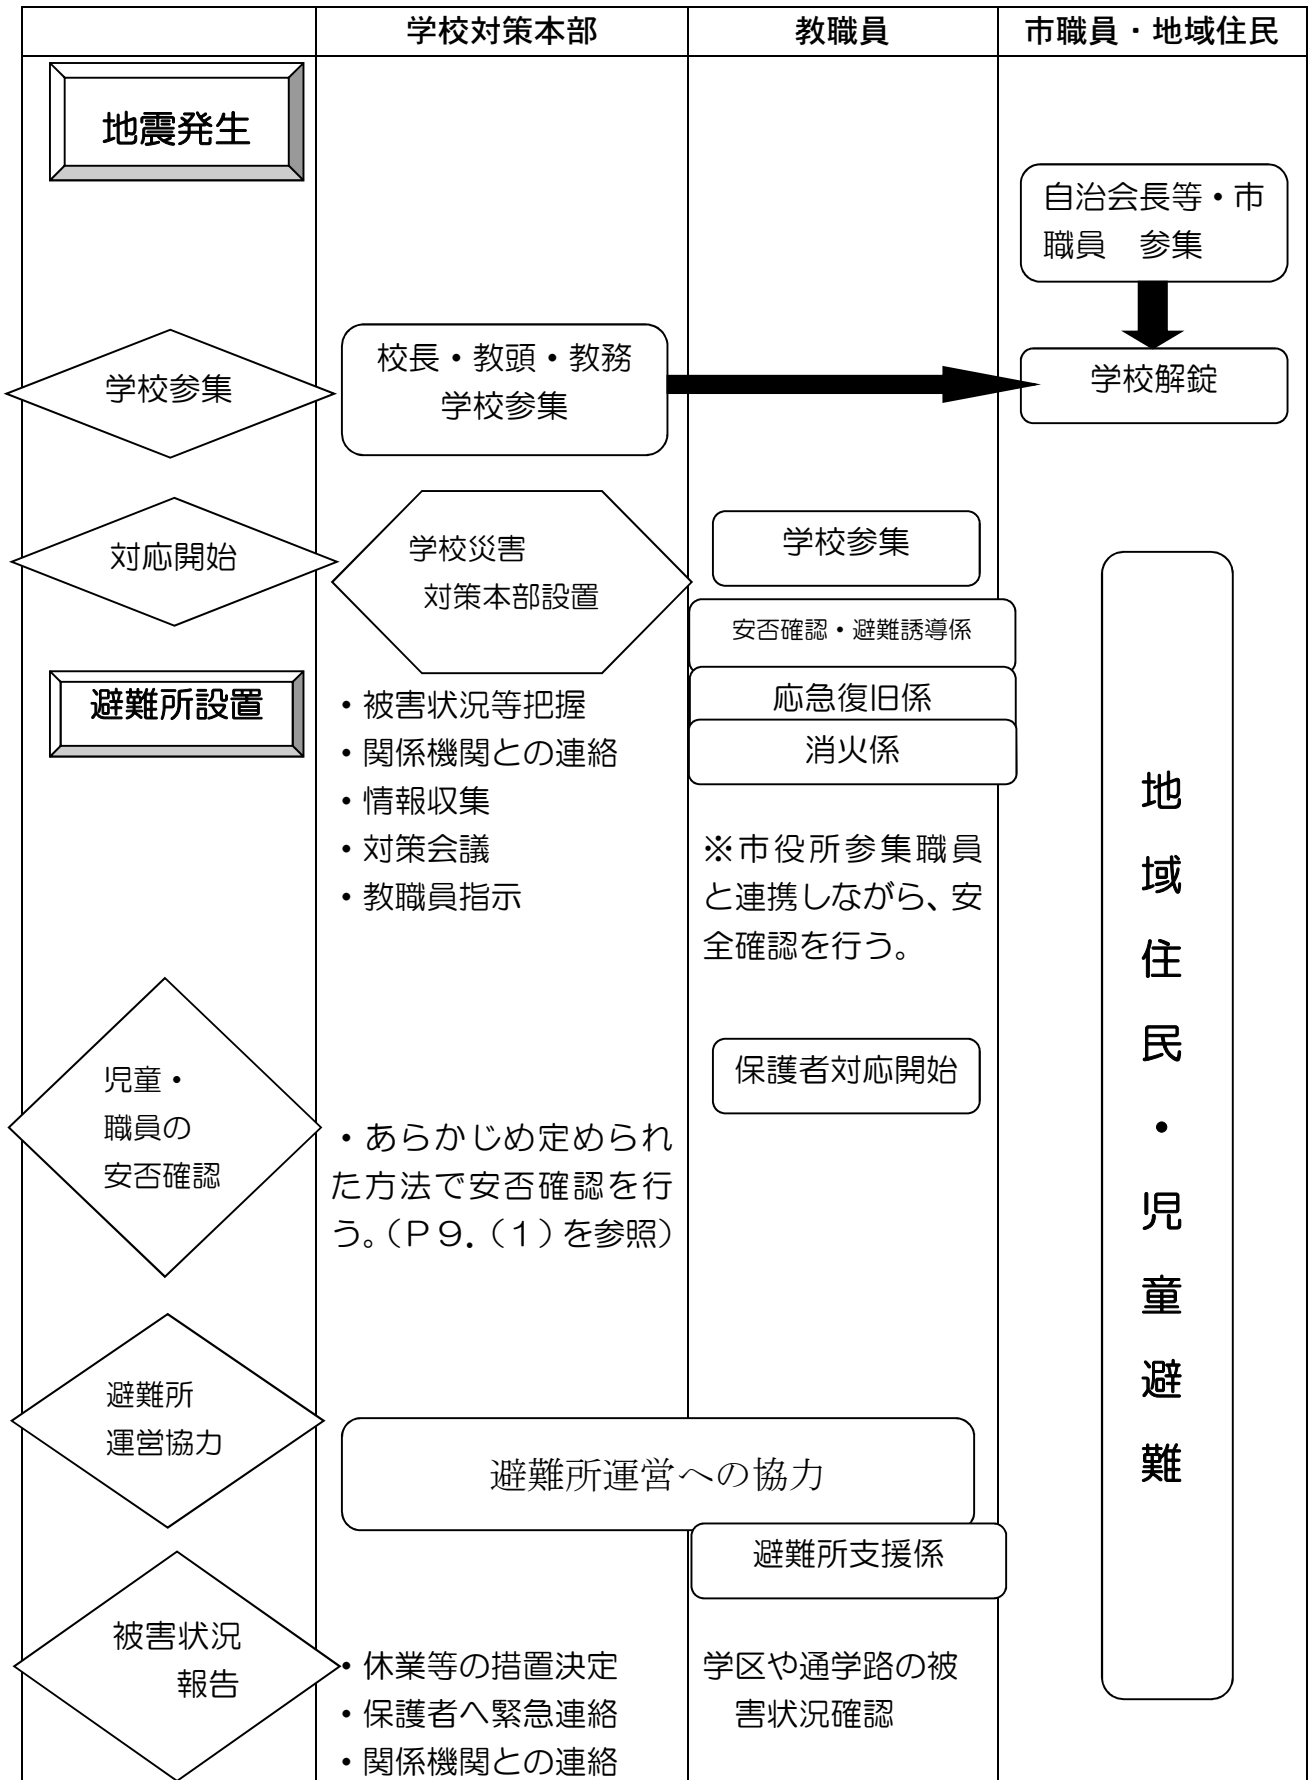 学校対策本部
教職員
市職員・地域住民
地震発生
自治会長等・市
職員　参集
学校参集
校長・教頭・教務
学校参集
学校解錠
対応開始
学校災害
対策本部設置
学校参集
安否確認・避難誘導係
応急復旧係
消火係
避難所設置
・被害状況等把握
・関係機関との連絡
・情報収集
・対策会議
・教職員指示
※市役所参集職員
と連携しながら、安
全確認を行う。
地域住民・児童避難
児童・
職員の
安否確認
・あらかじめ定められ
た方法で安否確認を行
う。（Ｐ９．（１）を参照）
保護者対応開始
避難所
運営協力
避難所運営への協力
避難所支援係
被害状況
報告
・休業等の措置決定
・保護者へ緊急連絡
・関係機関との連絡
学区や通学路の被
害状況確認